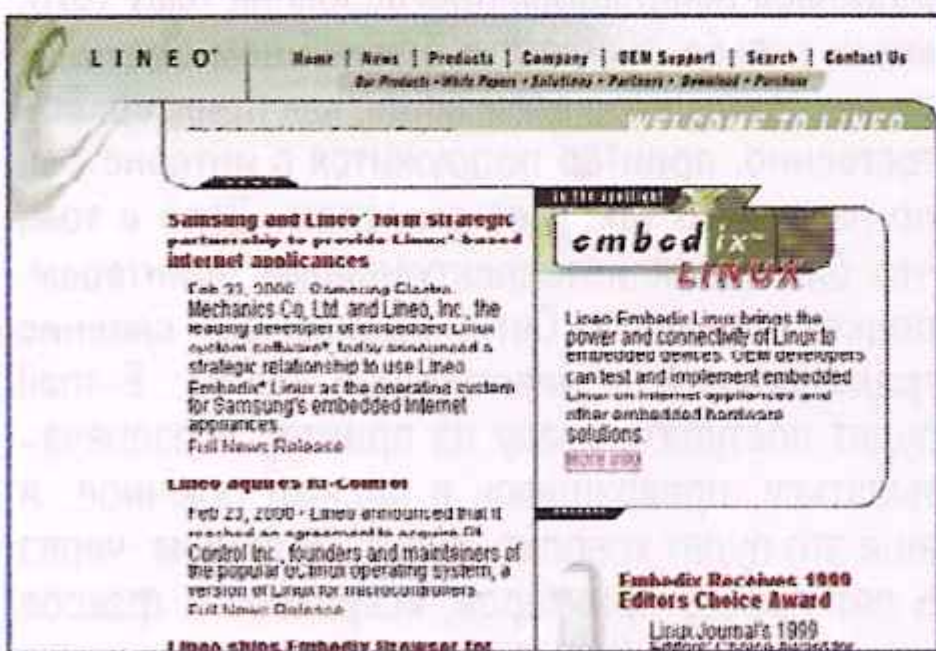 LINEO
Home | News | Products | Company | OEM Support | Search | Contact Us
Our Products • White Papers • Solutions • Partners • Download • Purchase
WELCOME TO LINEO
Samsung and Lineo form strategic
partnership to provide Linux-based
internet applicances
Feb 23, 2000 - Samsung Electro
Mechanics Co, Ltd. and Lineo, Inc., the
leading developer of embedded Linux
system software, today announced a
strategic relationship to use Lineo
Embedix Linux as the operating custom
for Samsung's embedded Internet
appliances.
Full News Release
Lineo aquires RT-Control
Feb 23, 2000 - Lineo announced that it
reached an agreement to acquire RT
Control Inc., founders and maintainers of
the popular uClinux operating system, a
version of Linux for microcontrollers
Full News Release
Lineo ships Embedix Browser for
embedix™
LINUX
Lineo Embedix Linux brings the
power and connectivity of Linux to
embedded devices. OEM developers
can test and implement embedded
Linux on Internet appliances and
other embedded hardware
solutions.
More Info
Embedix Receives 1999
Editors Choice Award
Linux Journal's 1999
Editors' Choice Award for